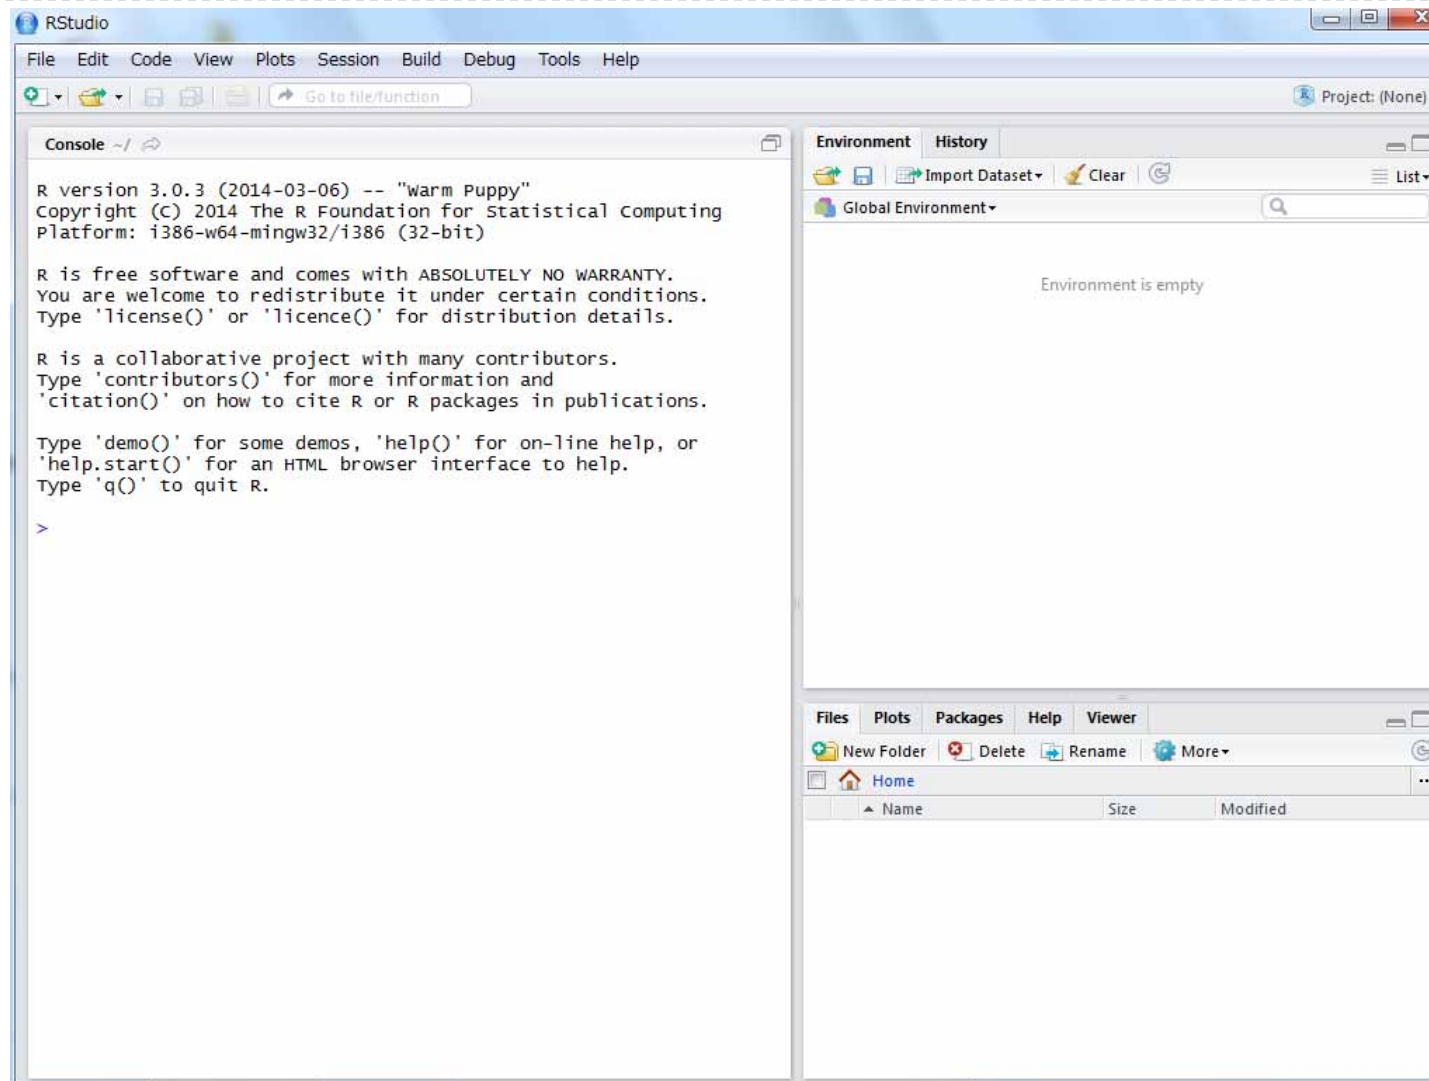 RStudio
File Edit Code View Plots Session Build Debug Tools Help
Go to file/function
Project: (None)
Console ~/
R version 3.0.3 (2014-03-06) -- "Warm Puppy"
Copyright (C) 2014 The R Foundation for Statistical Computing
Platform: i386-w64-mingw32/i386 (32-bit)
R is free software and comes with ABSOLUTELY NO WARRANTY.
You are welcome to redistribute it under certain conditions.
Type 'license()' or 'licence()' for distribution details.
R is a collaborative project with many contributors.
Type 'contributors()' for more information and
'citation()' on how to cite R or R packages in publications.
Type 'demo()' for some demos, 'help()' for on-line help, or
'help.start()' for an HTML browser interface to help.
Type 'q()' to quit R.
>
Environment History
Import Dataset Clear List
Global Environment
Environment is empty
Files Plots Packages Help Viewer
New Folder Delete Rename More
Home ..
Name Size Modified